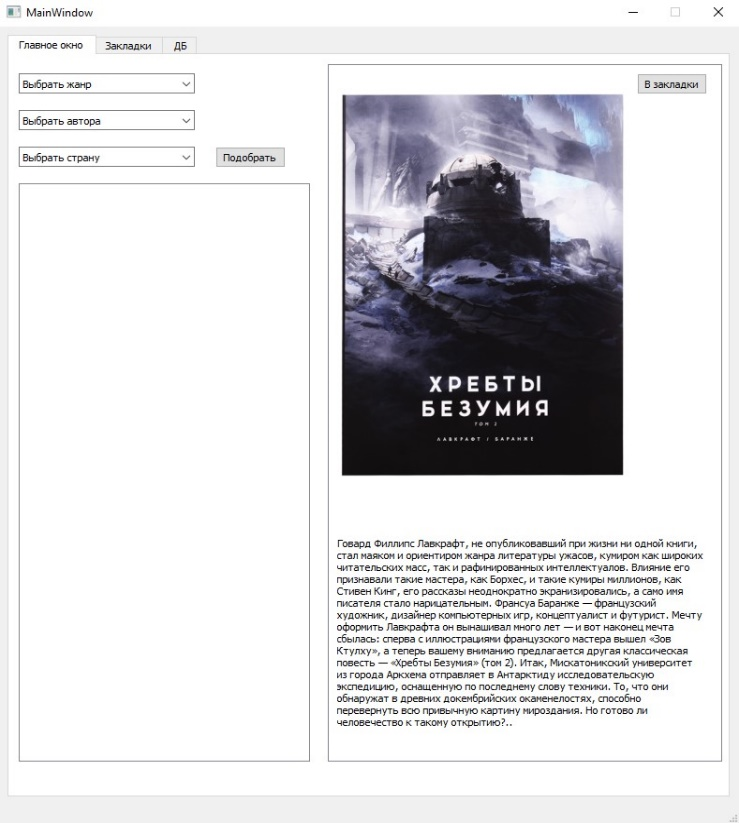 MainWindow
Главное окно
Закладки
ДБ
Выбрать жанр
Выбрать автора
Выбрать страну
Подобрать
В закладки
ХРЕБТЫ
БЕЗУМИЯ
ТОМ 2
ЛАВКРАФТ / БАРАНЖЕ
Говард Филлипс Лавкрафт, не опубликовавший при жизни ни одной книги,
стал маяком и ориентиром жанра литературы ужасов, кумиром как широких
читательских масс, так и рафинированных интеллектуалов. Влияние его
признавали такие мастера, как Борхес, и такие кумиры миллионов, как
Стивен Кинг, его рассказы неоднократно экранизировались, а само имя
писателя стало нарицательным. Франсуа Баранже — французский
художник, дизайнер компьютерных игр, концептуалист и футурист. Мечту
оформить Лавкрафта он вынашивал много лет — и вот наконец мечта
сбылась: сперва с иллюстрациями французского мастера вышел «Зов
Ктулху», а теперь вашему вниманию предлагается другая классическая
повесть — «Хребты Безумия» (том 2). Итак, Мискатоникский университет
из города Аркхема отправляет в Антарктиду исследовательскую
экспедицию, оснащенную по последнему слову техники. То, что они
обнаружат в древних докембрийских окаменелостях, способно
перевернуть всю привычную картину мироздания. Но готово ли
человечество к такому открытию?..